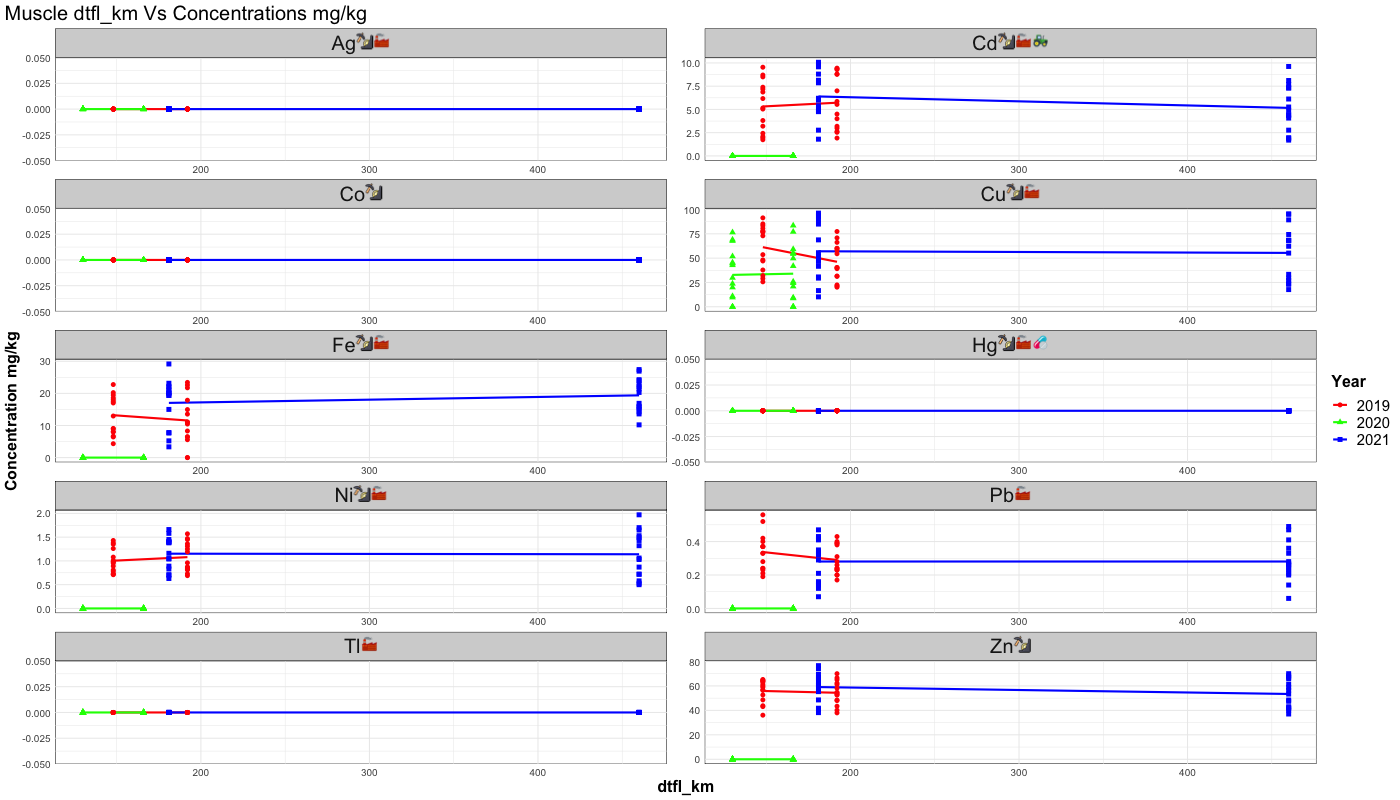 Muscle dtfl_km Vs Concentrations mg/kg
Ag
0.050
0.025
0.000
-0.025
-0.050
200 300 400
Cd
10.0
7.5
5.0
2.5
0.0
200 300 400
Co
0.050
0.025
0.000
-0.025
-0.050
200 300 400
Cu
100
75
50
25
0
200 300 400
Concentration mg/kg
Fe
30
20
10
0
200 300 400
Hg
0.050
0.025
0.000
-0.025
-0.050
200 300 400
Ni
2.0
1.5
1.0
0.5
0.0
200 300 400
Pb
0.4
0.2
0.0
200 300 400
Tl
0.050
0.025
0.000
-0.025
-0.050
200 300 400
Zn
80
60
40
20
0
200 300 400
dtfl_km
Year
2019
2020
2021